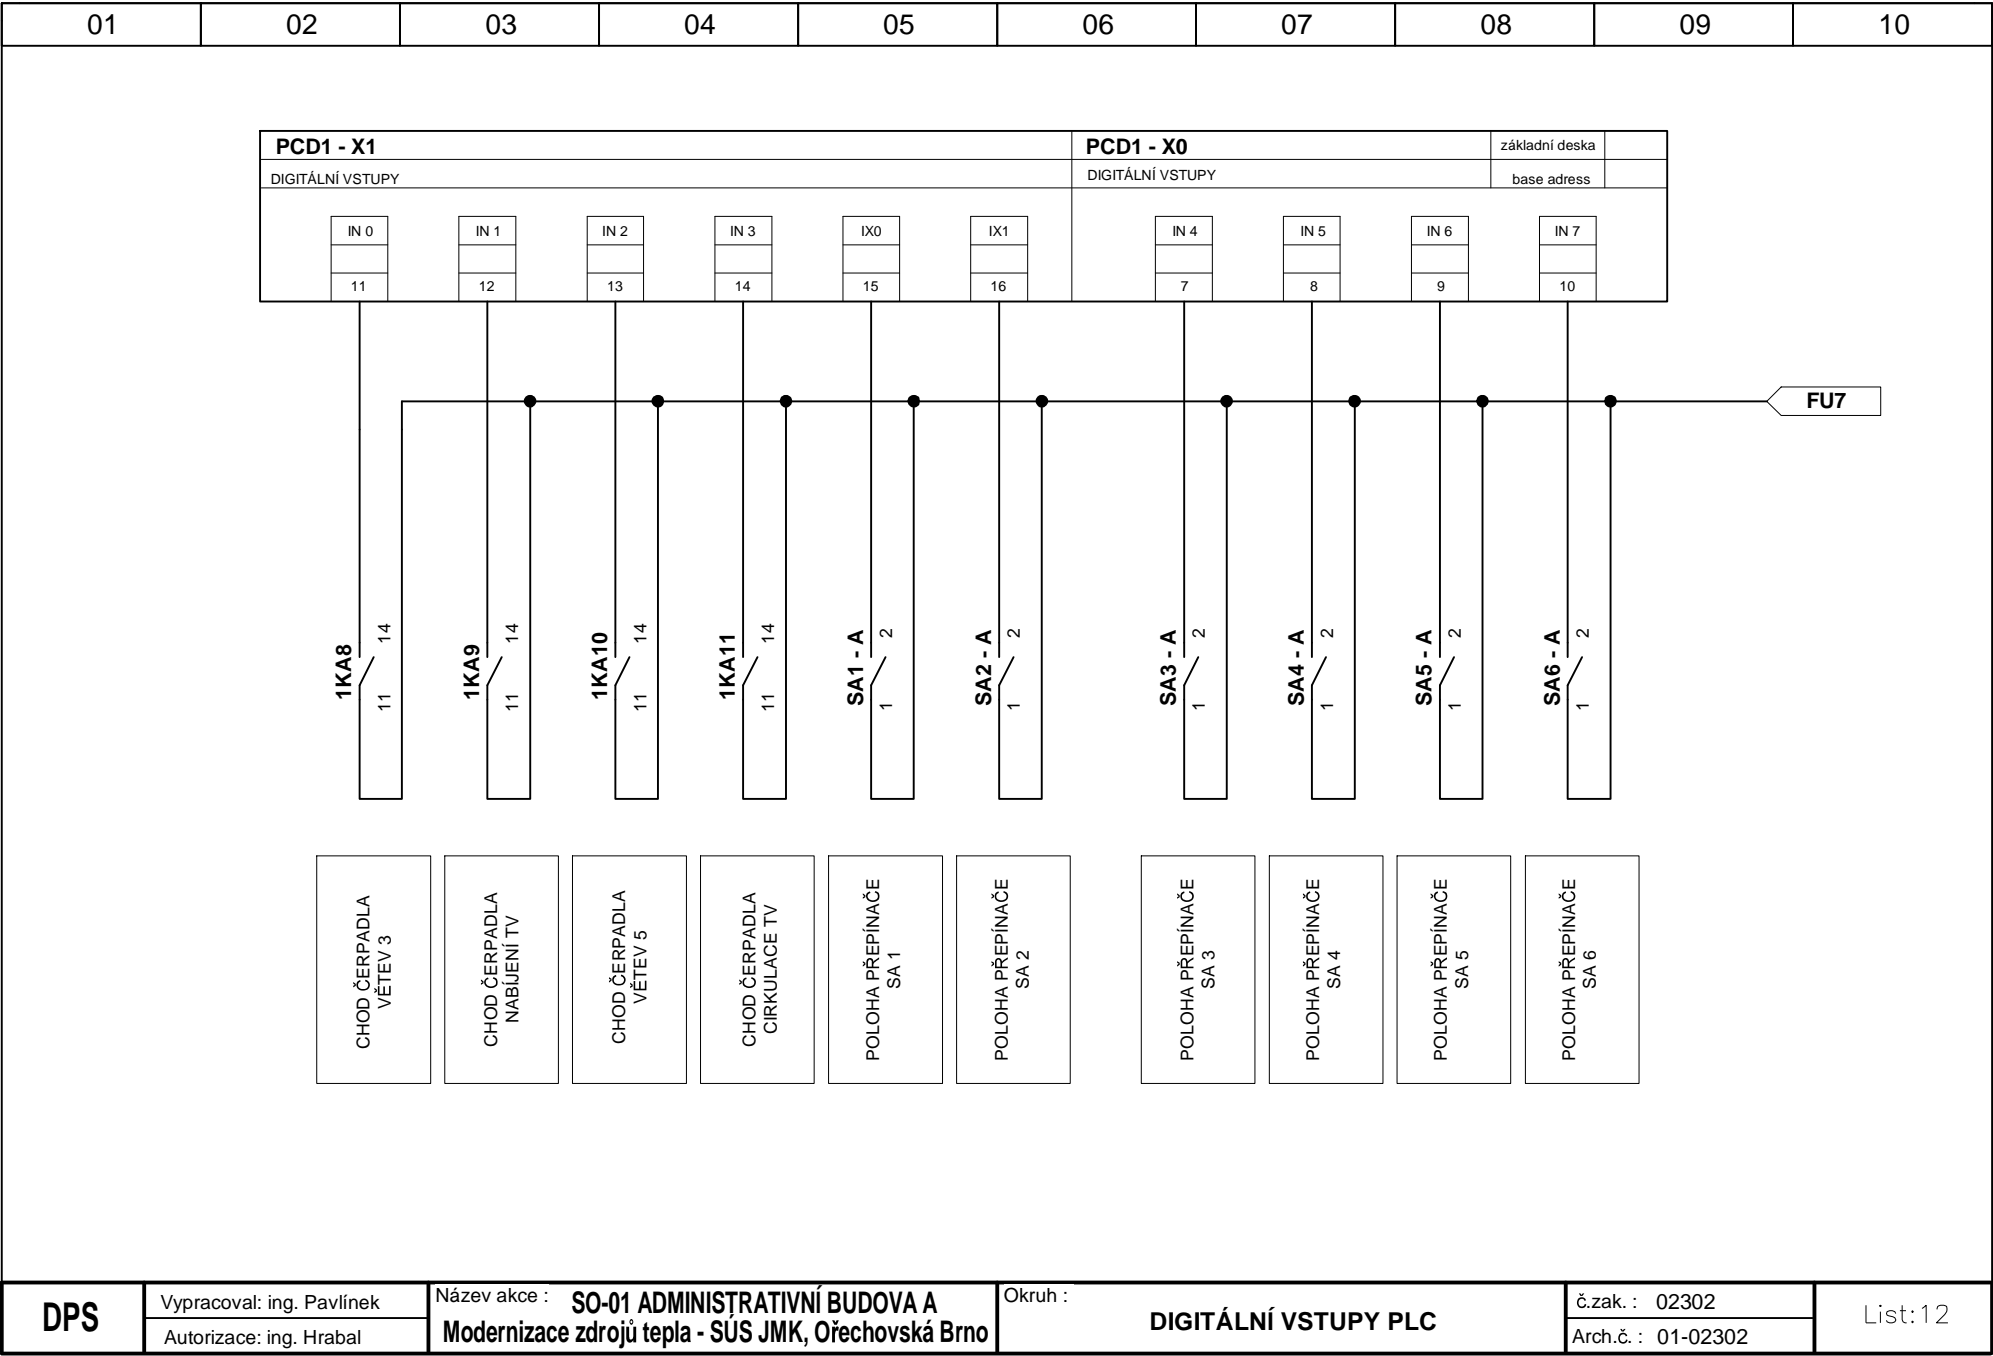 01 02 03 04 05 06 07 08 09 10
PCD1 - X1
DIGITÁLNÍ VSTUPY
PCD1 - X0
DIGITÁLNÍ VSTUPY
základní deska
base adress
IN 0 IN 1 IN 2 IN 3 IX0 IX1 IN 4 IN 5 IN 6 IN 7
11 12 13 14 15 16 7 8 9 10
FU7
1KA8 14 11
1KA9 14 11
1KA10 14 11
1KA11 14 11
SA1 - A 2 1
SA2 - A 2 1
SA3 - A 2 1
SA4 - A 2 1
SA5 - A 2 1
SA6 - A 2 1
CHOD ČERPADLA
VĚTEV 3
CHOD ČERPADLA
NABÍJENÍ TV
CHOD ČERPADLA
VĚTEV 5
CHOD ČERPADLA
CIRKULACE TV
POLOHA PŘEPÍNAČE
SA 1
POLOHA PŘEPÍNAČE
SA 2
POLOHA PŘEPÍNAČE
SA 3
POLOHA PŘEPÍNAČE
SA 4
POLOHA PŘEPÍNAČE
SA 5
POLOHA PŘEPÍNAČE
SA 6
DPS
Vypracoval: ing. Pavlínek
Autorizace: ing. Hrabal
Název akce : SO-01 ADMINISTRATIVNÍ BUDOVA A
Modernizace zdrojů tepla - SÚS JMK, Ořechovská Brno
Okruh :
DIGITÁLNÍ VSTUPY PLC
č.zak. : 02302
Arch.č. : 01-02302
List:12